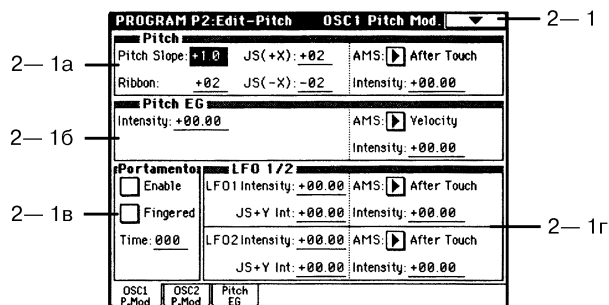 PROGRAM P2:Edit-Pitch OSC1 Pitch Mod. 2— 1
Pitch
Pitch Slope: +1.0 JS(+X): +02 AMS: After Touch
2— 1а
Ribbon: +02 JS(-X): -02 Intensity: +00.00
Pitch EG
Intensity: +00.00 AMS: Velocity
2— 1б
Intensity: +00.00
Portamento LFO 1/2
Enable LFO1 Intensity: +00.00 AMS: After Touch
2— 1в Fingered JS+Y Int: +00.00 Intensity: +00.00 2— 1г
Time: 000 LFO2 Intensity: +00.00 AMS: After Touch
JS+Y Int: +00.00 Intensity: +00.00
OSC1 P.Mod OSC2 P.Mod Pitch EG